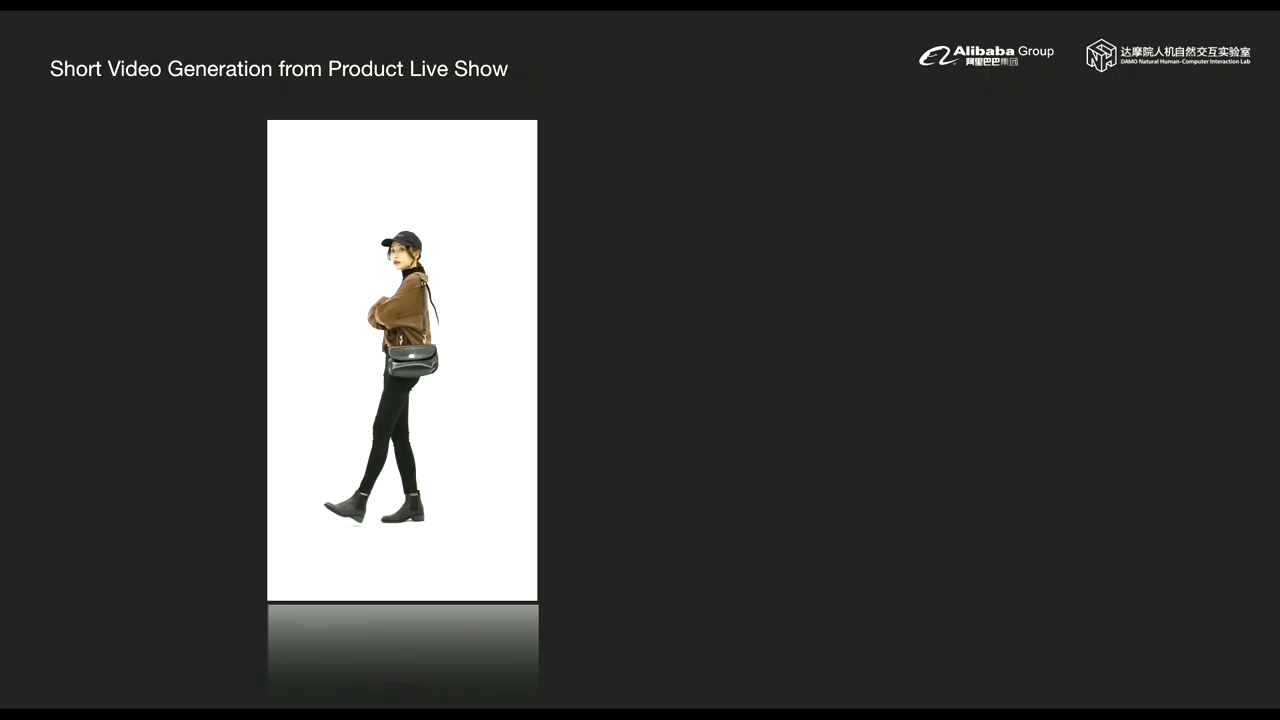 Short Video Generation from Product Live Show
Alibaba Group
阿里巴巴集团
达摩院人机自然交互实验室
DAMO Natural Human-Computer Interaction Lab